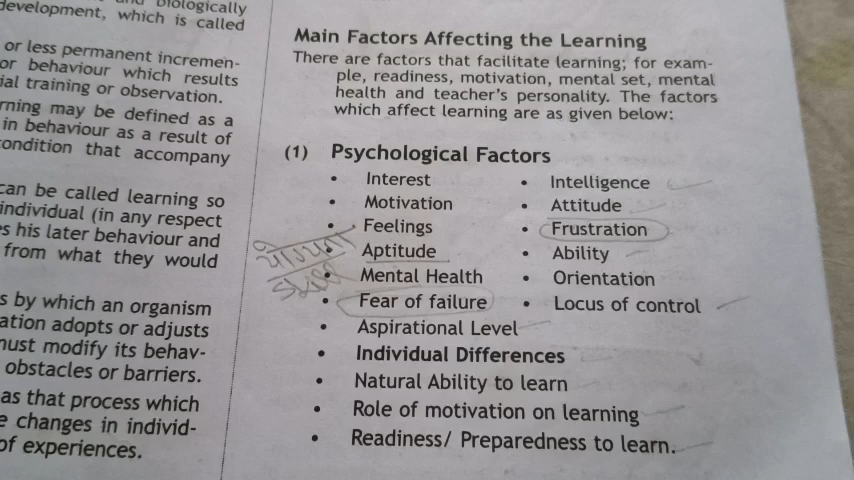 biologically
development, which is called
or less permanent incremen-
or behaviour which results
ial training or observation.
rning may be defined as a
in behaviour as a result of
condition that accompany
can be called learning so
individual (in any respect
es his later behaviour and
from what they would
s by which an organism
ation adopts or adjusts
must modify its behav-
obstacles or barriers.
as that process which
e changes in individ-
of experiences.
Main Factors Affecting the Learning
There are factors that facilitate learning; for exam-
ple, readiness, motivation, mental set, mental
health and teacher's personality. The factors
which affect learning are as given below:
(1) Psychological Factors
• Interest
• Motivation
• Feelings
योग्यता
• Aptitude
• Mental Health
• Fear of failure
• Intelligence
• Attitude
• Frustration
• Ability
• Orientation
• Locus of control
• Aspirational Level
• Individual Differences
• Natural Ability to learn
• Role of motivation on learning
• Readiness/ Preparedness to learn.